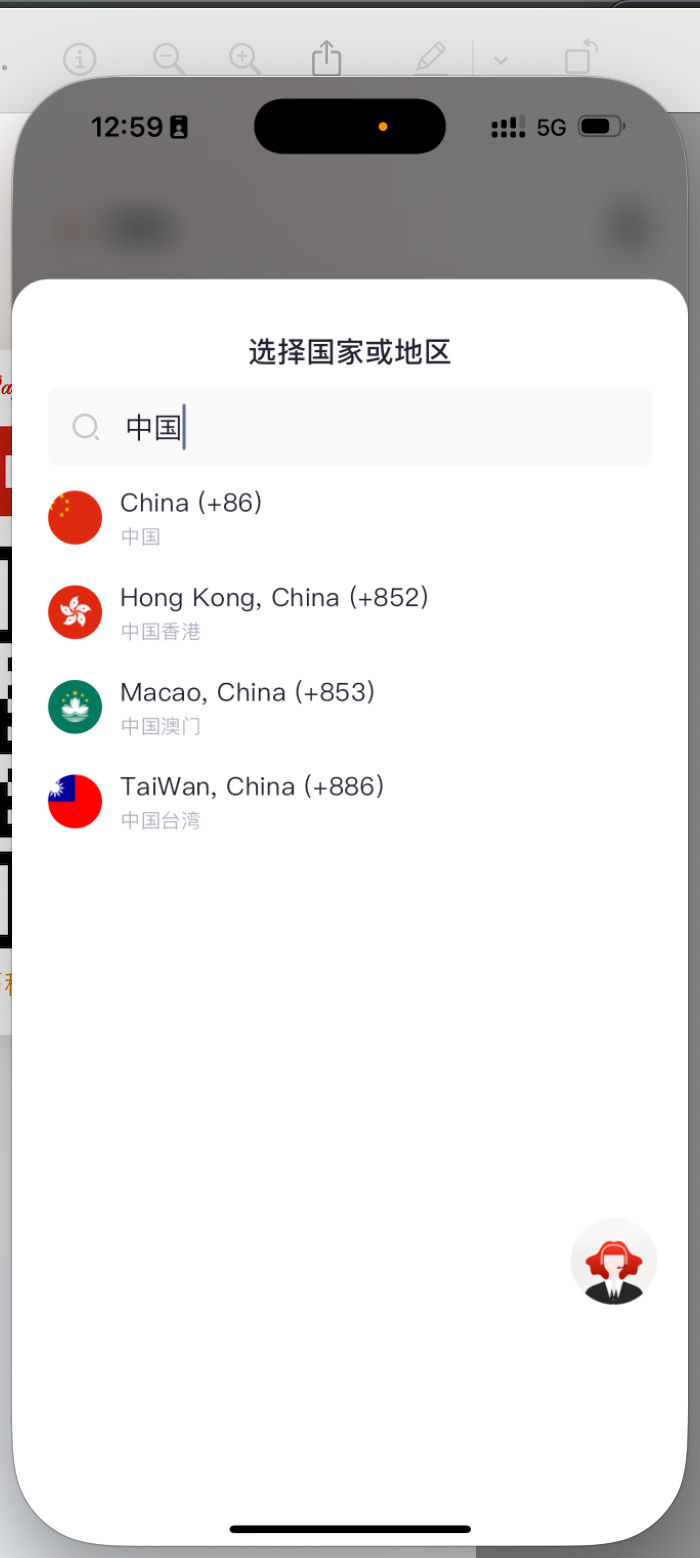 12:59
5G
选择国家或地区
中国
China (+86)
中国
Hong Kong, China (+852)
中国香港
Macao, China (+853)
中国澳门
TaiWan, China (+886)
中国台湾